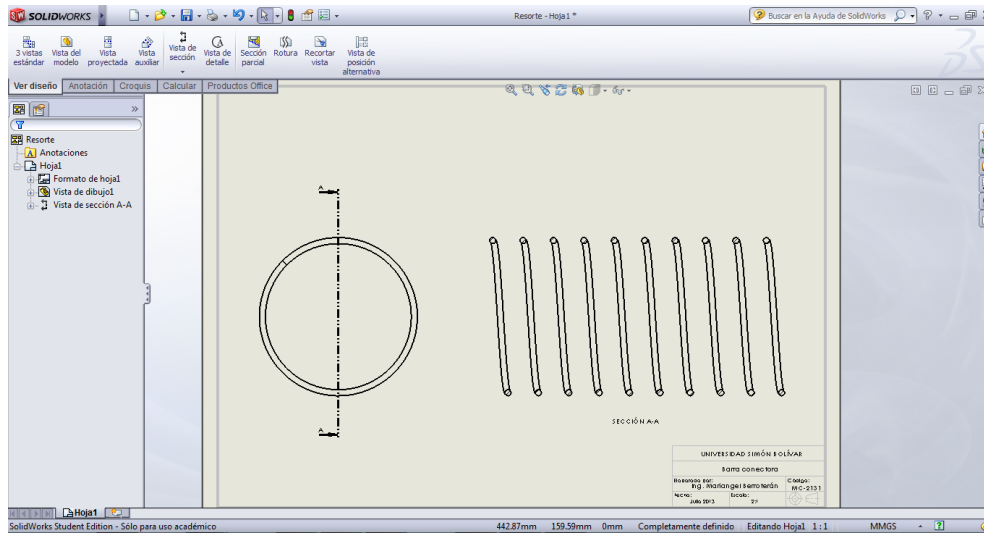 SOLIDWORKS
Resorte - Hoja1 *
Buscar en la Ayuda de SolidWorks
3 vistas estándar
Vista del modelo
Vista proyectada
Vista auxiliar
Vista de sección
Vista de detalle
Sección parcial
Rotura
Recortar vista
Vista de posición alternativa
Ver diseño
Anotación
Croquis
Calcular
Productos Office
Resorte
Anotaciones
Hoja1
Formato de hoja1
Vista de dibujo1
Vista de sección A-A
A
A
SECCIÓN A-A
UNIVERSIDAD SIMÓN BOLÍVAR
Barra conectora
Ing. Mariangel Berroterán
Código:
MC-2131
Fecha:
Escala:
Julio 2013
Hoja1
SolidWorks Student Edition - Sólo para uso académico
442.87mm 159.59mm 0mm Completamente definido Editando Hoja1 1 : 1 MMGS